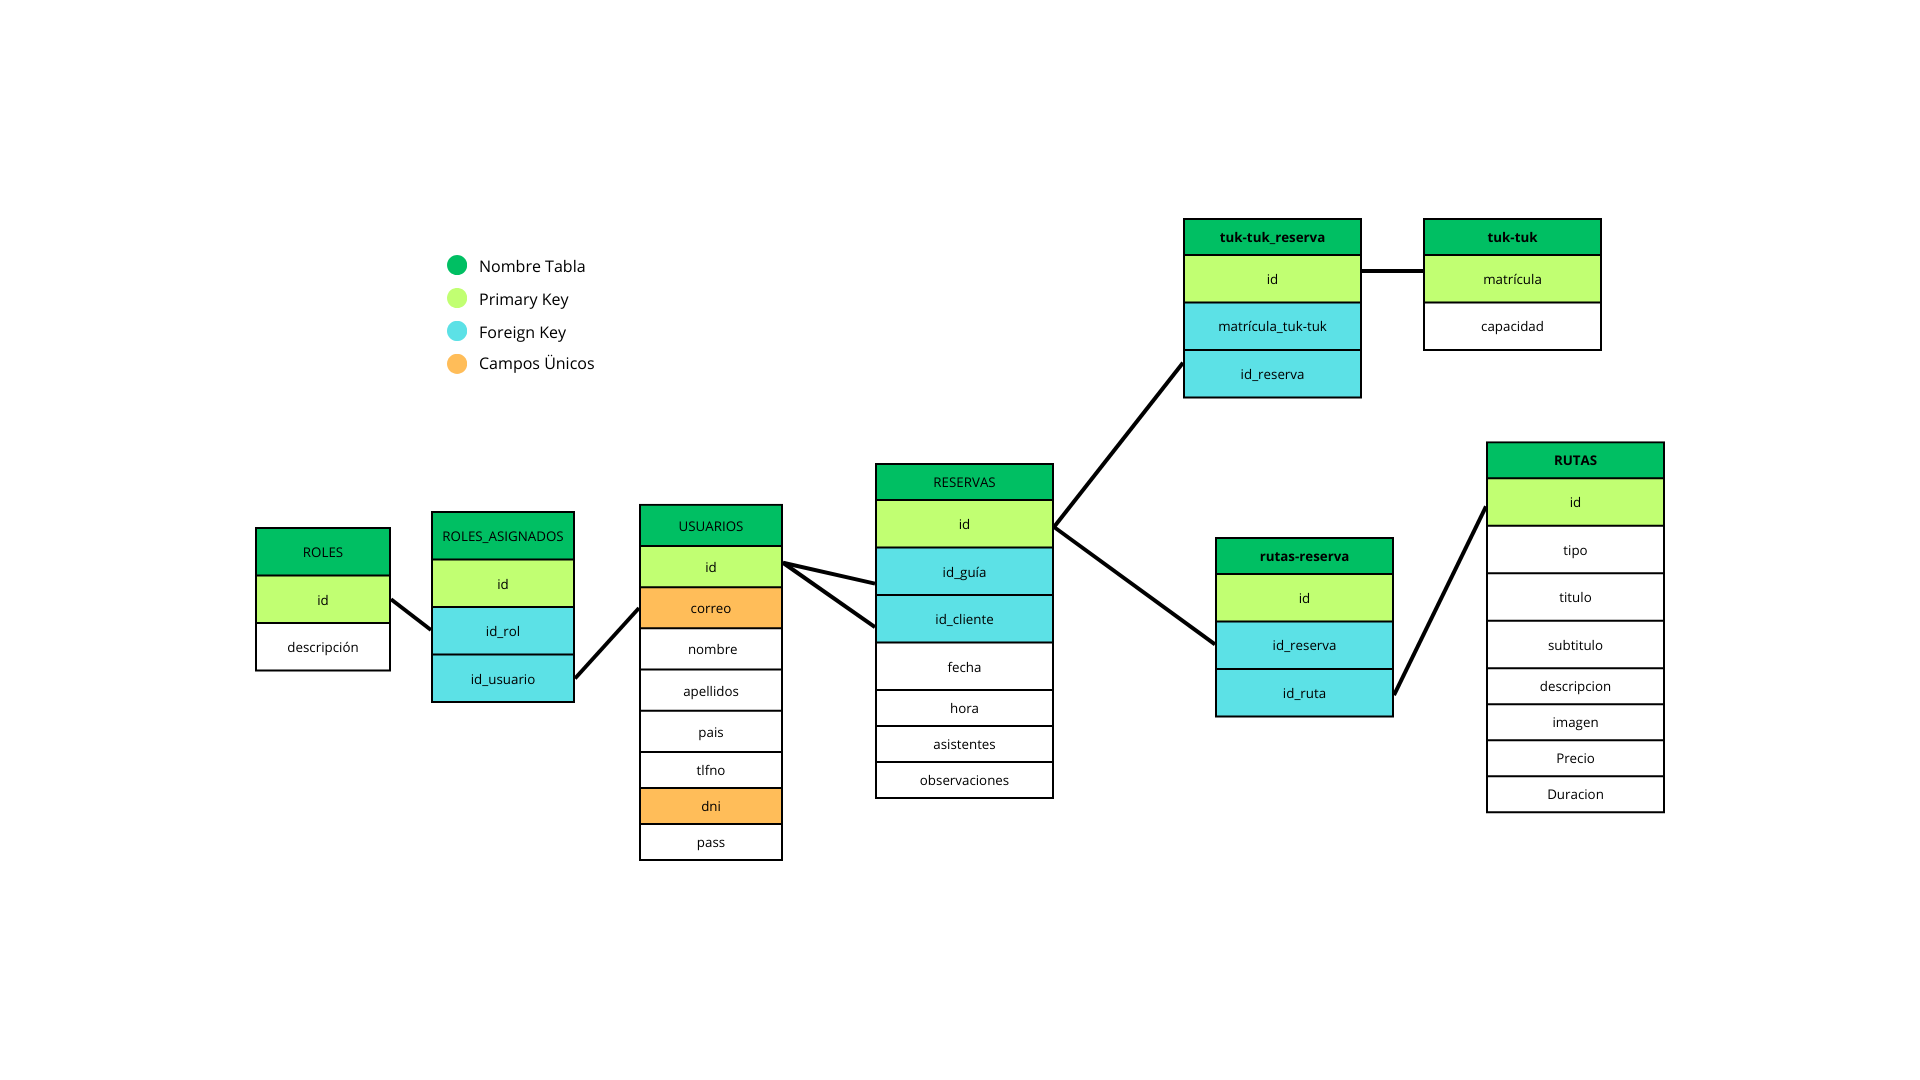 Nombre Tabla
Primary Key
Foreign Key
Campos Ünicos
ROLES
id
descripción
ROLES_ASIGNADOS
id
id_rol
id_usuario
USUARIOS
id
correo
nombre
apellidos
pais
tlfno
dni
pass
RESERVAS
id
id_guía
id_cliente
fecha
hora
asistentes
observaciones
tuk-tuk_reserva
id
matrícula_tuk-tuk
id_reserva
tuk-tuk
matrícula
capacidad
rutas-reserva
id
id_reserva
id_ruta
RUTAS
id
tipo
titulo
subtitulo
descripcion
imagen
Precio
Duracion